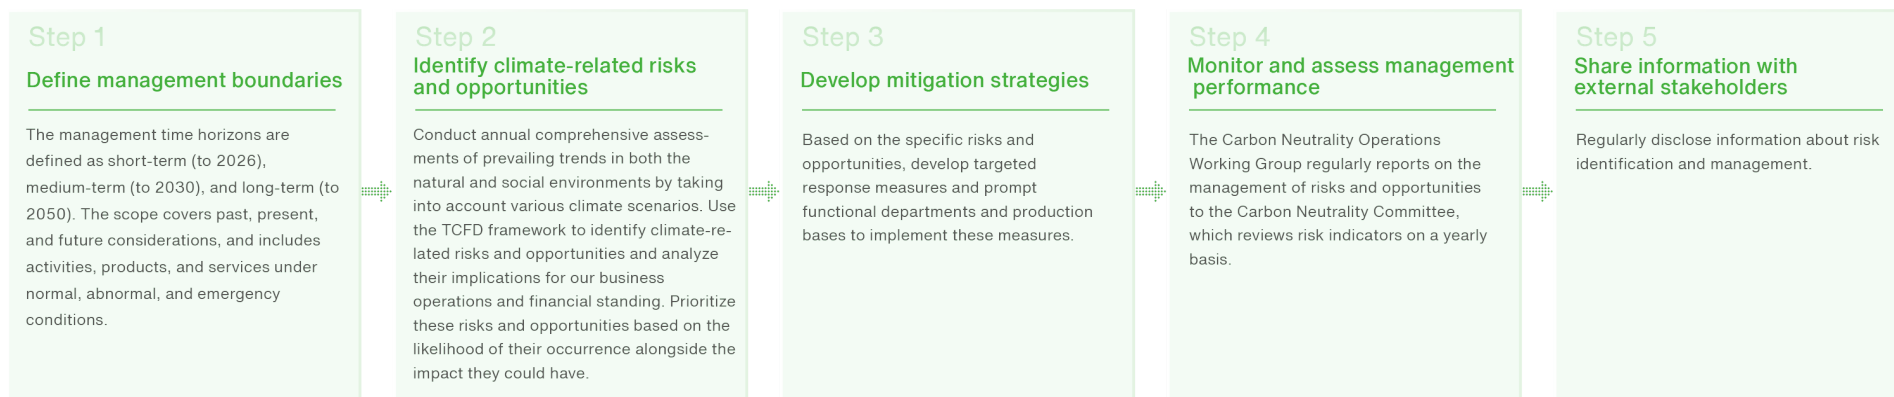 Step 1
Define management boundaries
The management time horizons are
defined as short-term (to 2026),
medium-term (to 2030), and long-term (to
2050). The scope covers past, present,
and future considerations, and includes
activities, products, and services under
normal, abnormal, and emergency
conditions.
Step 2
Identify climate-related risks
and opportunities
Conduct annual comprehensive assess-
ments of prevailing trends in both the
natural and social environments by taking
into account various climate scenarios. Use
the TCFD framework to identify climate-re-
lated risks and opportunities and analyze
their implications for our business
operations and financial standing. Prioritize
these risks and opportunities based on the
likelihood of their occurrence alongside the
impact they could have.
Step 3
Develop mitigation strategies
Based on the specific risks and
opportunities, develop targeted
response measures and prompt
functional departments and production
bases to implement these measures.
Step 4
Monitor and assess management
performance
The Carbon Neutrality Operations
Working Group regularly reports on the
management of risks and opportunities
to the Carbon Neutrality Committee,
which reviews risk indicators on a yearly
basis.
Step 5
Share information with
external stakeholders
Regularly disclose information about risk
identification and management.